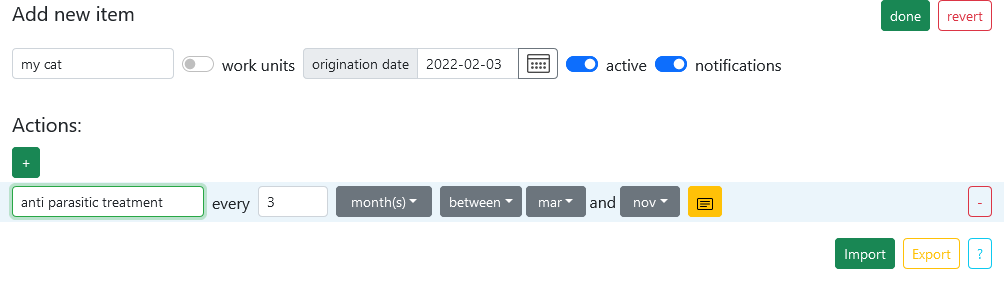 Add new item done revert
my cat work units origination date 2022-02-03 active notifications
Actions:
+
anti parasitic treatment every 3 month(s) between mar and nov -
Import Export ?